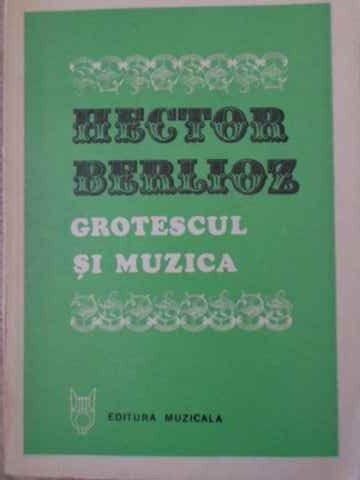 HECTOR
BERLIOZ
GROTESCUL
ȘI MUZICA
EDITURA MUZICALA